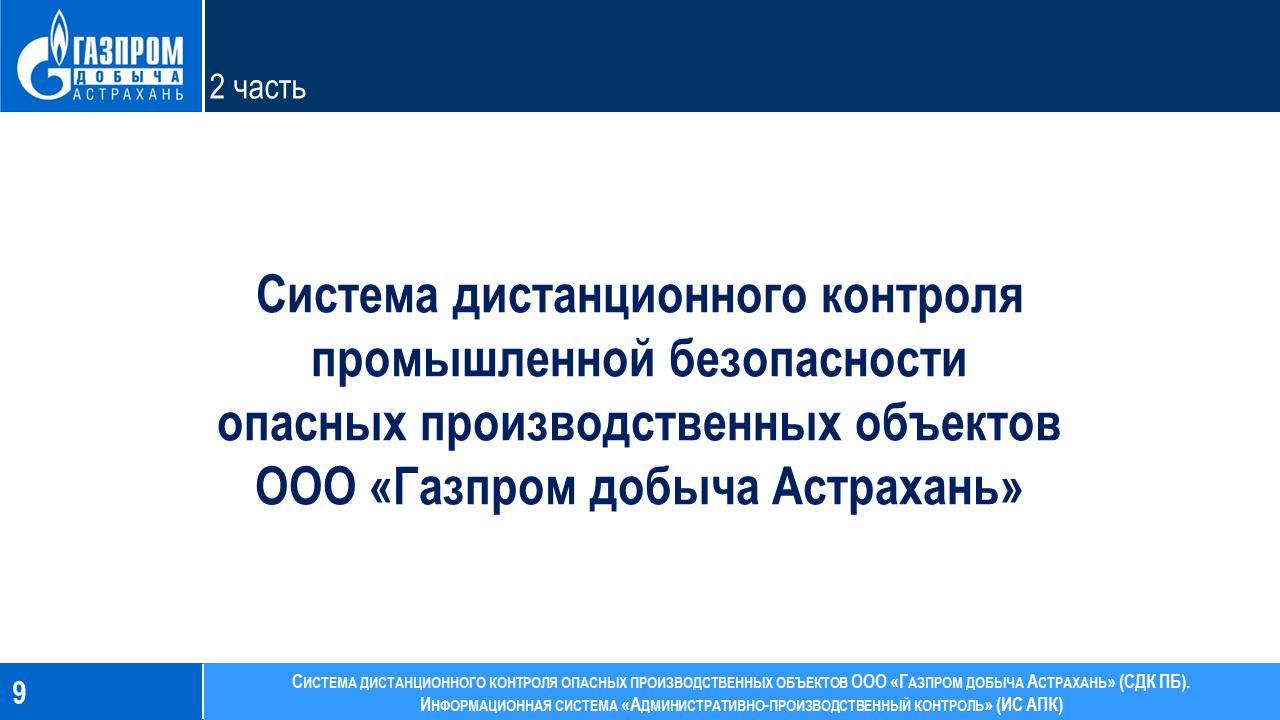 ГАЗПРОМ
ДОБЫЧА
АСТРАХАНЬ
2 часть
Система дистанционного контроля
промышленной безопасности
опасных производственных объектов
ООО «Газпром добыча Астрахань»
9
Система дистанционного контроля опасных производственных объектов ООО «Газпром добыча Астрахань» (СДК ПБ).
Информационная система «Административно-производственный контроль» (ИС АПК)